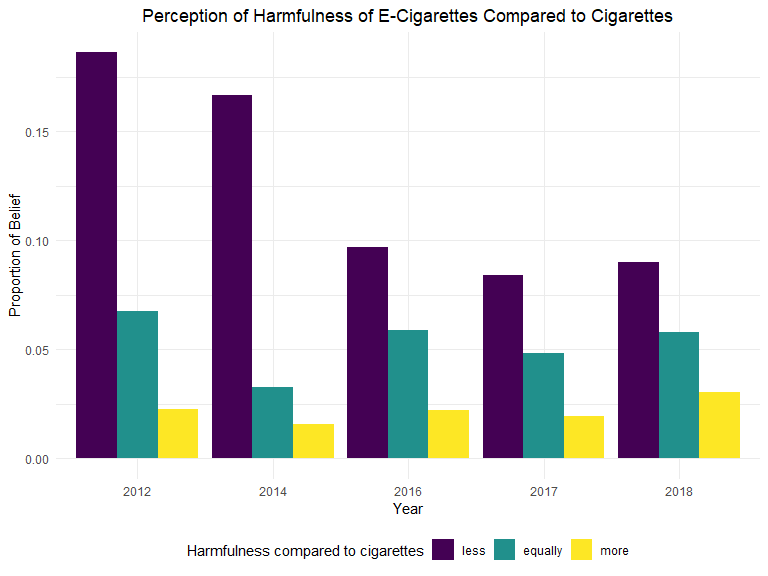 Perception of Harmfulness of E-Cigarettes Compared to Cigarettes
Proportion of Belief
0.15
0.10
0.05
0.00
2012 2014 2016 2017 2018
Year
Harmfulness compared to cigarettes less equally more